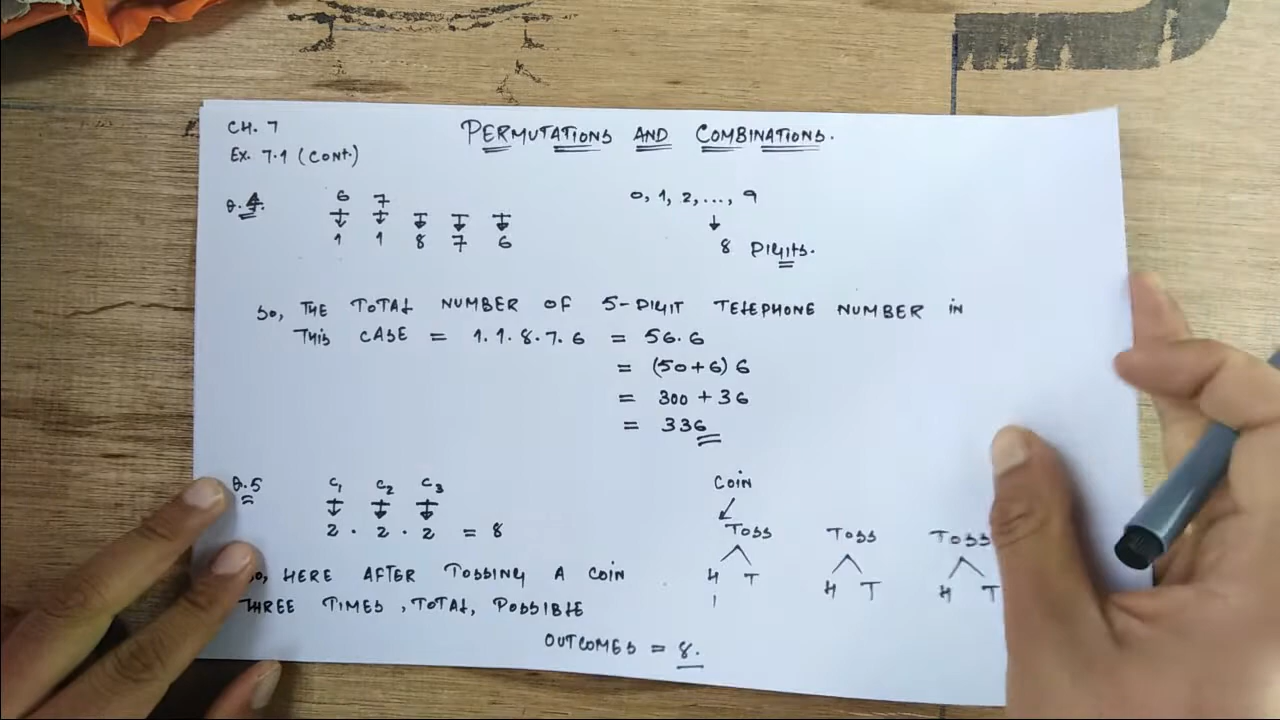 CH. 7
PERMUTATIONS AND COMBINATIONS.
Ex. 7.1 (CONT.)
6 7
0, 1, 2, ..., 9
1 1 8 7 6
8 DIGITS.
SO, THE TOTAL NUMBER OF 5-DIGIT TELEPHONE NUMBER IN
THIS CASE = 1.1.8.7.6 = 56.6
= (50+6) 6
= 300 + 36
= 336
Q.5
C1 C2 C3
2 . 2 . 2 = 8
COIN
TOSS TOSS TOSS
H T H T H T
HERE AFTER TOSSING A COIN
THREE TIMES, TOTAL, POSSIBLE
OUTCOMES = 8.